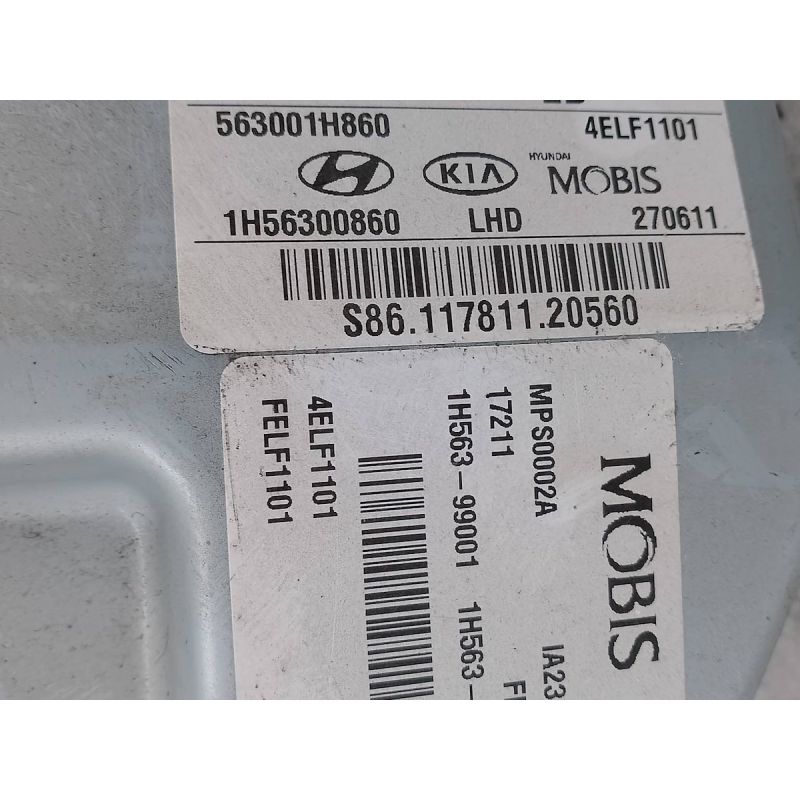 563001H860 4ELF1101
KIA HYUNDAI MOBIS
1H56300860 LHD 270611
S86.117811.20560
MOBIS
MPS0002A IA23
17211
1H563-99001 1H563-
4ELF1101
FELF1101